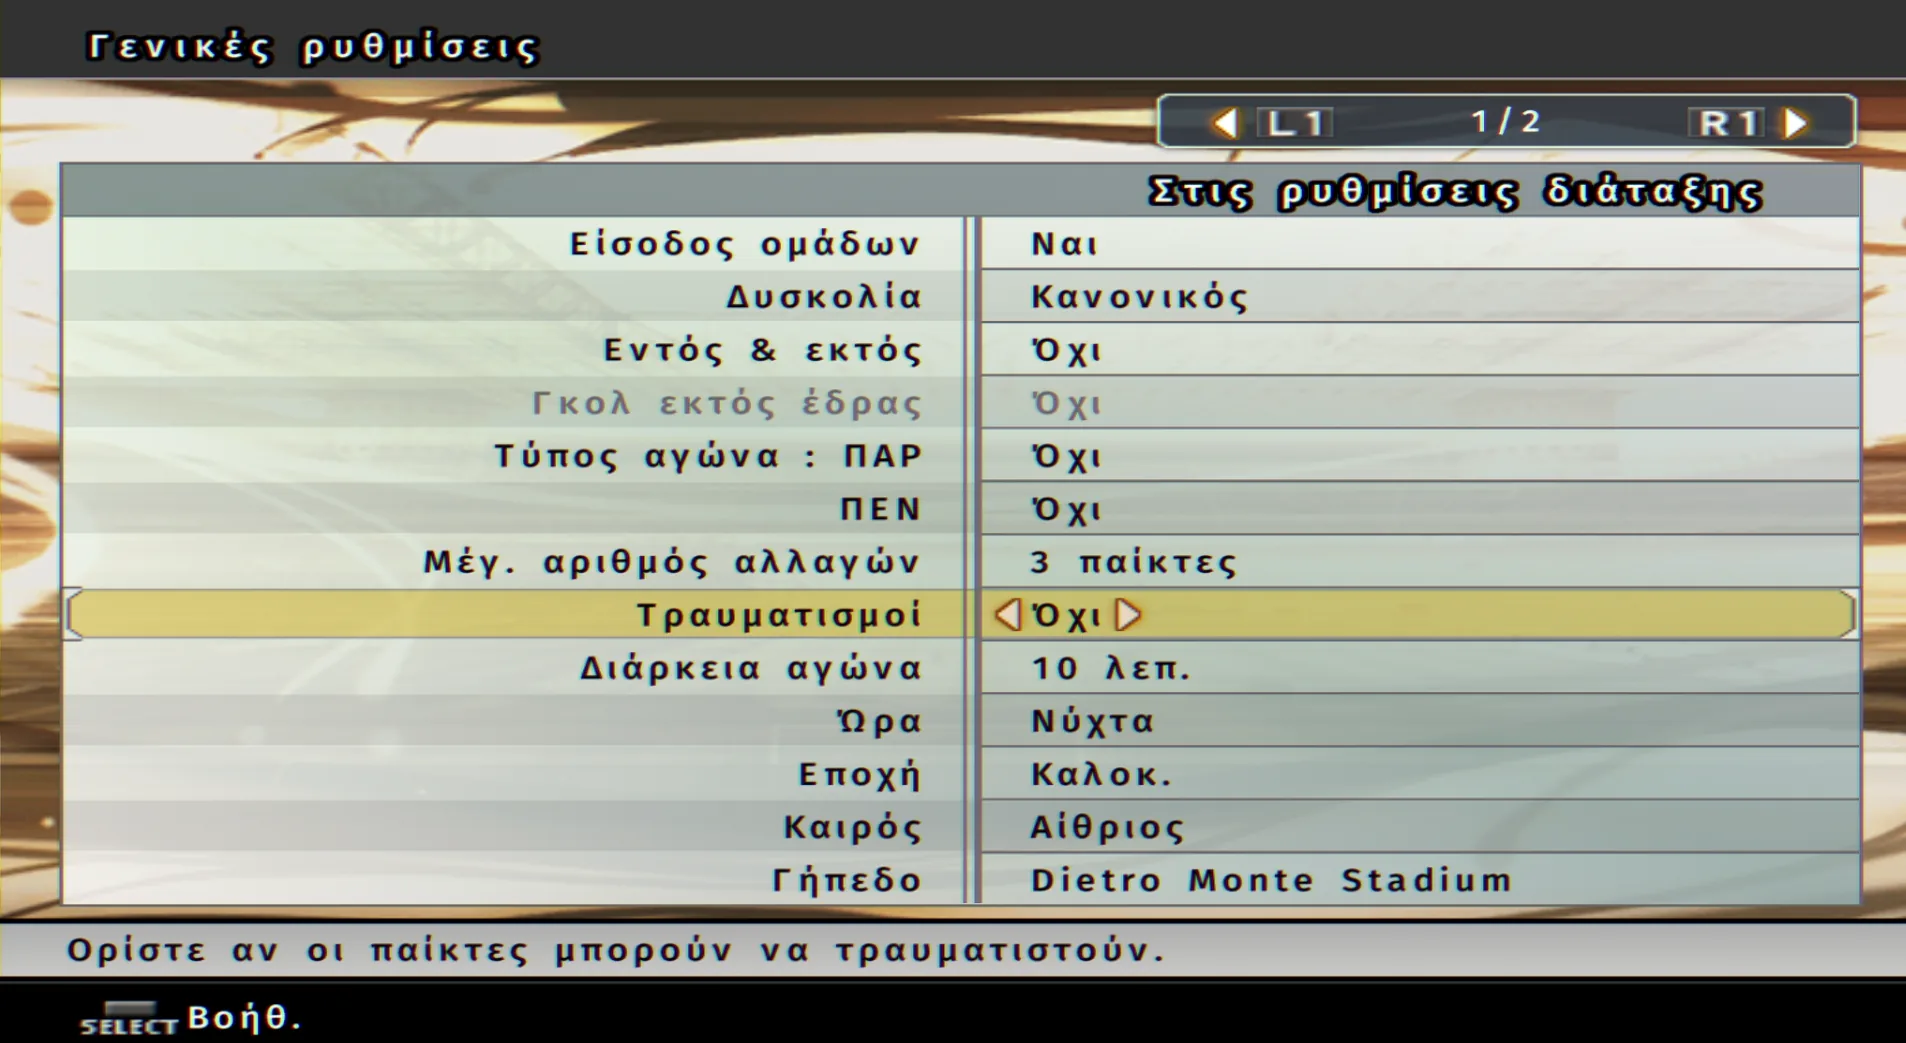 Γενικές ρυθμίσεις
L1 1/2 R1
Στις ρυθμίσεις διάταξης
Είσοδος ομάδων Ναι
Δυσκολία Κανονικός
Εντός & εκτός Όχι
Γκολ εκτός έδρας Όχι
Τύπος αγώνα : ΠΑΡ Όχι
ΠΕΝ Όχι
Μέγ. αριθμός αλλαγών 3 παίκτες
Τραυματισμοί Όχι
Διάρκεια αγώνα 10 λεπ.
Ώρα Νύχτα
Εποχή Καλοκ.
Καιρός Αίθριος
Γήπεδο Dietro Monte Stadium
Ορίστε αν οι παίκτες μπορούν να τραυματιστούν.
SELECT Βοήθ.